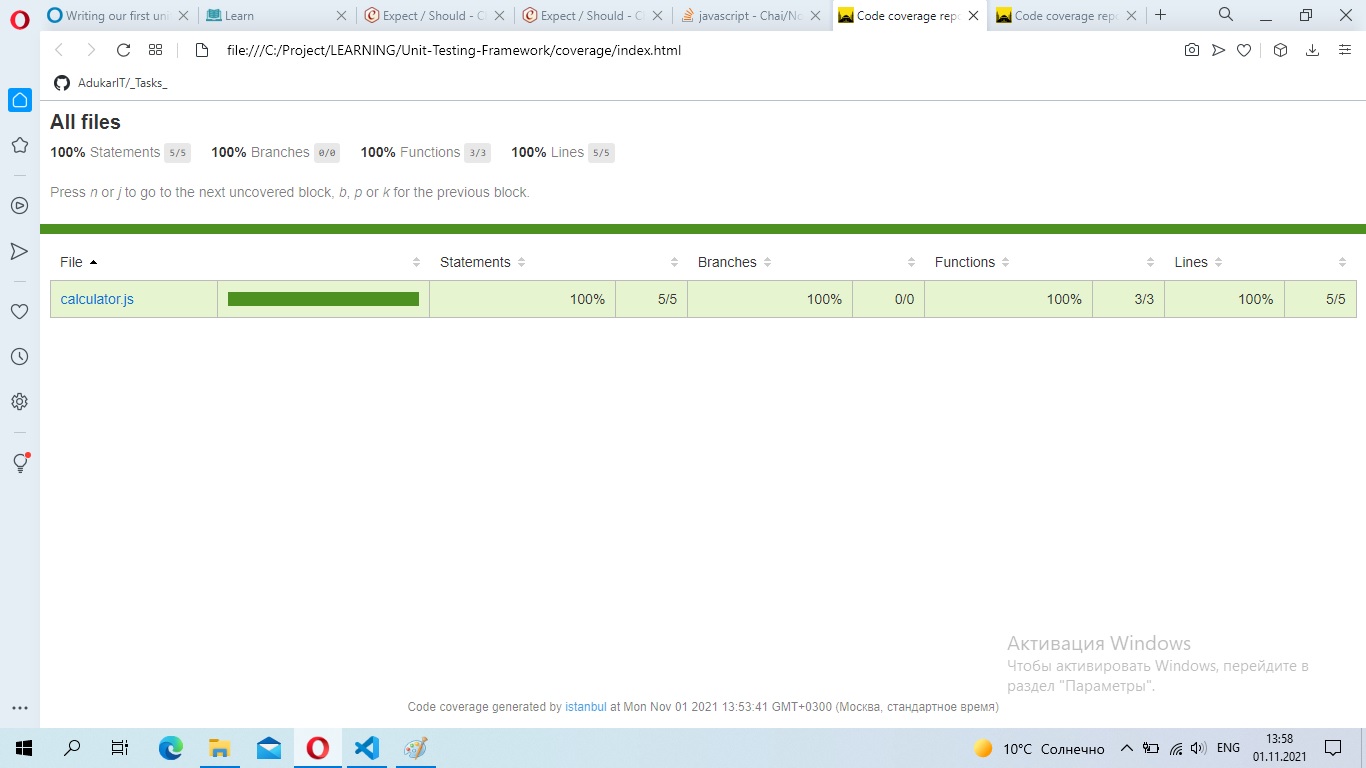 Writing our first uni
Learn
Expect / Should - C
Expect / Should - C
javascript - Chai/No
Code coverage repo
Code coverage repo
file:///C:/Project/LEARNING/Unit-Testing-Framework/coverage/index.html
AdukarIT/_Tasks_
All files
100% Statements 5/5 100% Branches 0/0 100% Functions 3/3 100% Lines 5/5
Press n or j to go to the next uncovered block, b, p or k for the previous block.
File Statements Branches Functions Lines
calculator.js 100% 5/5 100% 0/0 100% 3/3 100% 5/5
Активация Windows
Чтобы активировать Windows, перейдите в
раздел "Параметры".
Code coverage generated by istanbul at Mon Nov 01 2021 13:53:41 GMT+0300 (Москва, стандартное время)
10°C Солнечно
ENG
13:58
01.11.2021